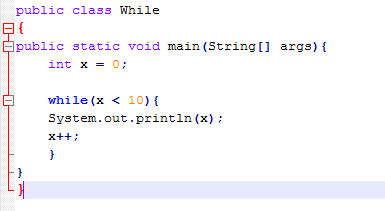 public class While
{
public static void main(String[] args){
int x = 0;
while(x < 10){
System.out.println(x);
x++;
}
}
}